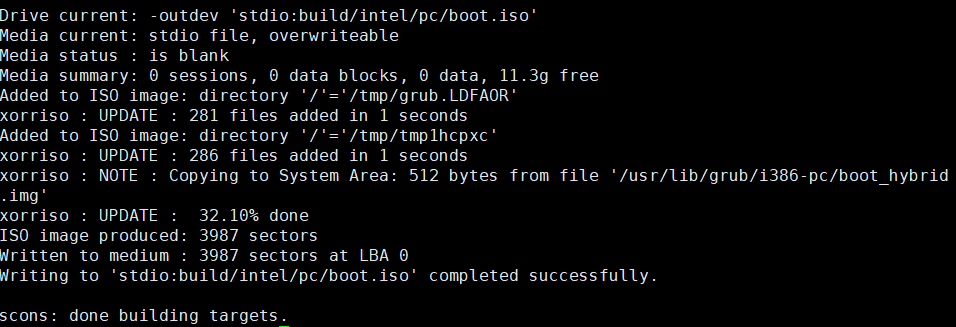 Drive current: -outdev 'stdio:build/intel/pc/boot.iso'
Media current: stdio file, overwriteable
Media status : is blank
Media summary: 0 sessions, 0 data blocks, 0 data, 11.3g free
Added to ISO image: directory '/'='/tmp/grub.LDFAOR'
xorriso : UPDATE : 281 files added in 1 seconds
Added to ISO image: directory '/'='/tmp/tmp1hcpxc'
xorriso : UPDATE : 286 files added in 1 seconds
xorriso : NOTE : Copying to System Area: 512 bytes from file '/usr/lib/grub/i386-pc/boot_hybrid
.img'
xorriso : UPDATE :  32.10% done
ISO image produced: 3987 sectors
Written to medium : 3987 sectors at LBA 0
Writing to 'stdio:build/intel/pc/boot.iso' completed successfully.

scons: done building targets.